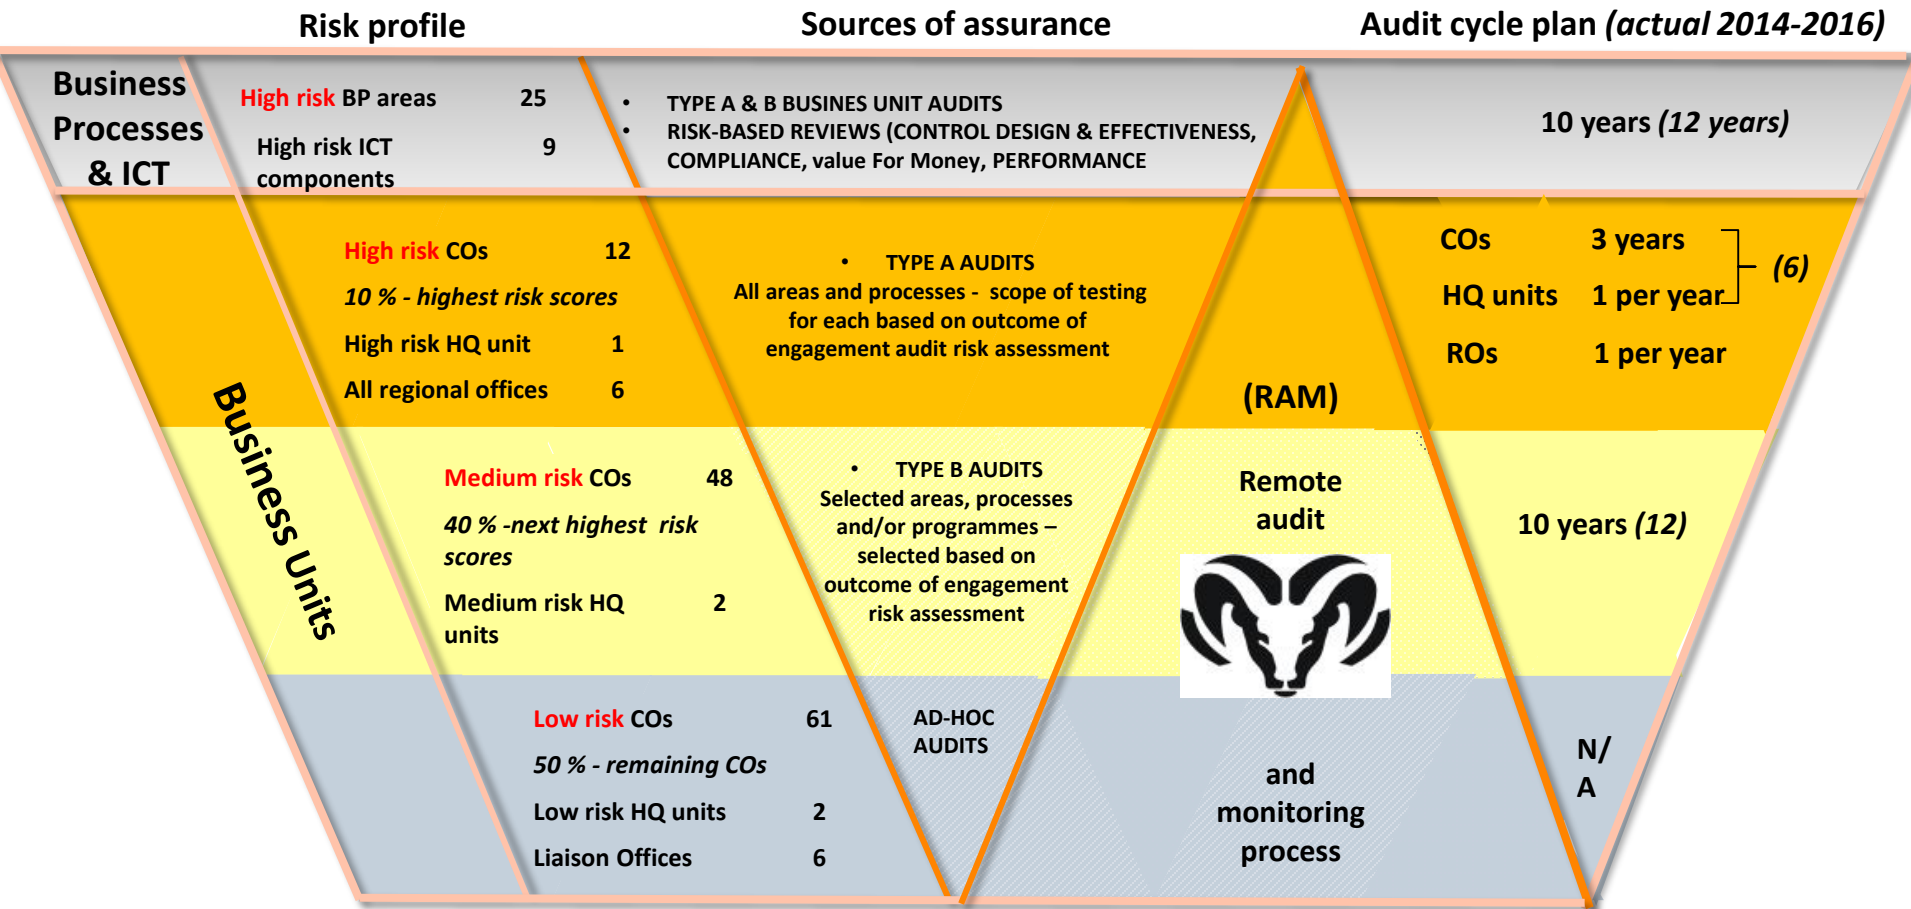 Risk profile
Sources of assurance
Audit cycle plan (actual 2014-2016)
Business
Processes
& ICT
High risk BP areas 25
High risk ICT 9
components
• TYPE A & B BUSINES UNIT AUDITS
• RISK-BASED REVIEWS (CONTROL DESIGN & EFFECTIVENESS,
COMPLIANCE, value For Money, PERFORMANCE
10 years (12 years)
Business Units
High risk COs 12
10 % - highest risk scores
High risk HQ unit 1
All regional offices 6
• TYPE A AUDITS
All areas and processes - scope of testing
for each based on outcome of
engagement audit risk assessment
COs 3 years
(6)
HQ units 1 per year
ROs 1 per year
(RAM)
Medium risk COs 48
40 % -next highest risk
scores
Medium risk HQ 2
units
• TYPE B AUDITS
Selected areas, processes
and/or programmes –
selected based on
outcome of engagement
risk assessment
Remote
audit
10 years (12)
Low risk COs 61
50 % - remaining COs
Low risk HQ units 2
Liaison Offices 6
AD-HOC
AUDITS
and
monitoring
process
N/
A